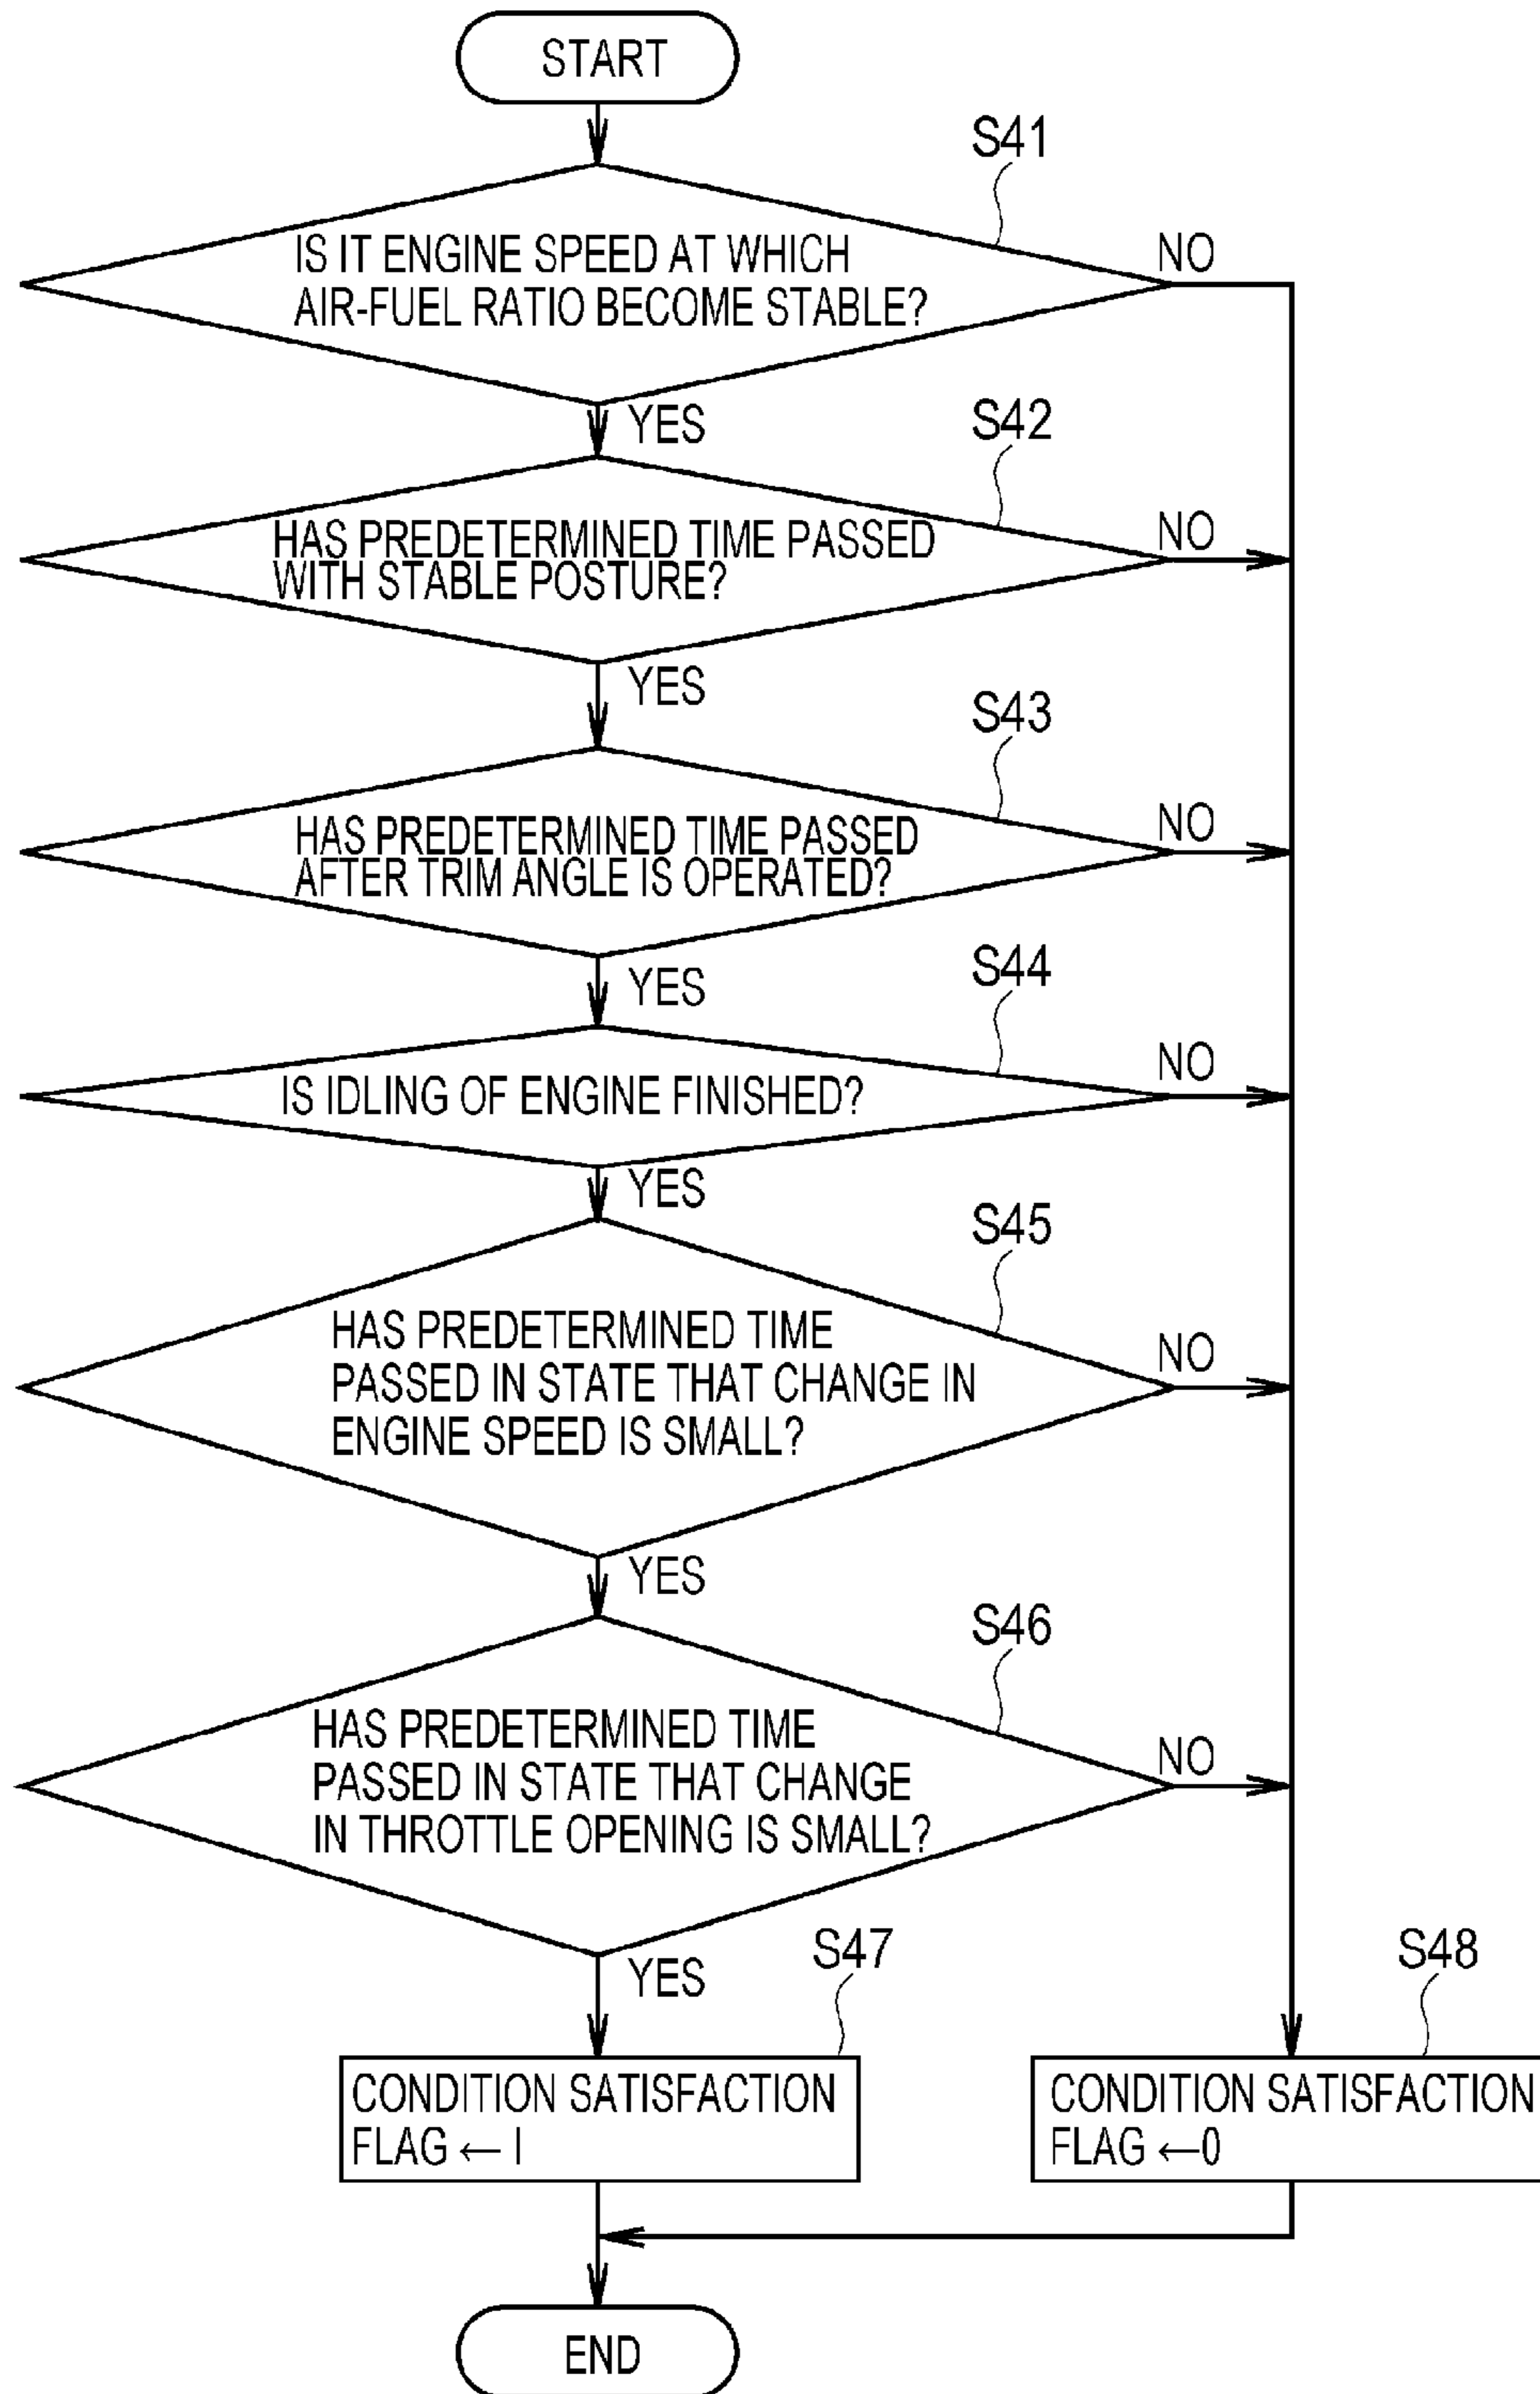 START
S41
IS IT ENGINE SPEED AT WHICH
AIR-FUEL RATIO BECOME STABLE?
NO
YES
S42
HAS PREDETERMINED TIME PASSED
WITH STABLE POSTURE?
NO
YES
S43
HAS PREDETERMINED TIME PASSED
AFTER TRIM ANGLE IS OPERATED?
NO
YES
S44
IS IDLING OF ENGINE FINISHED?
NO
YES
S45
HAS PREDETERMINED TIME
PASSED IN STATE THAT CHANGE IN
ENGINE SPEED IS SMALL?
NO
YES
S46
HAS PREDETERMINED TIME
PASSED IN STATE THAT CHANGE
IN THROTTLE OPENING IS SMALL?
NO
YES
S47
CONDITION SATISFACTION
FLAG ← 1
S48
CONDITION SATISFACTION
FLAG ←0
END